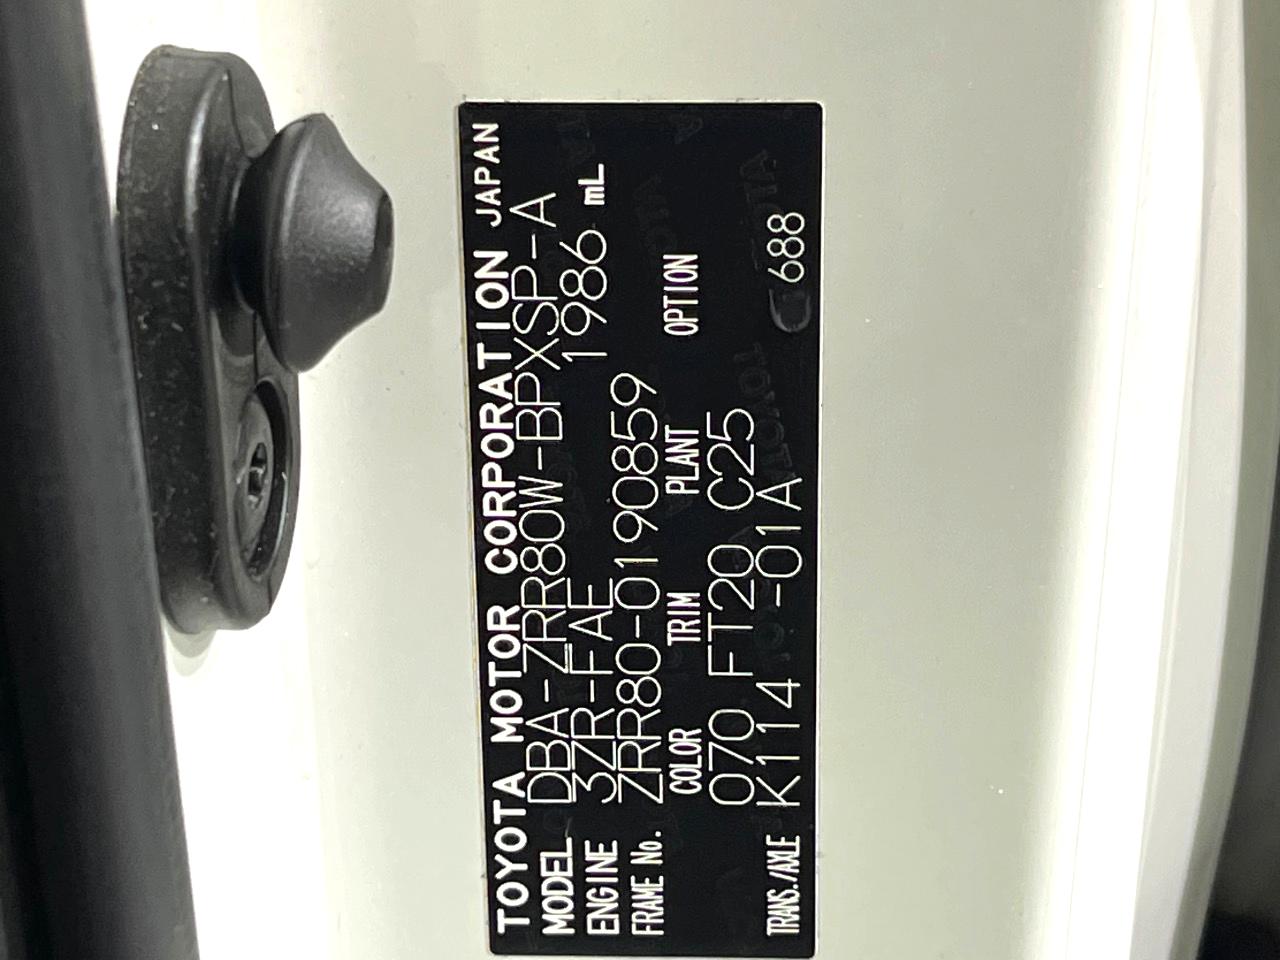 TOYOTA MOTOR CORPORATION JAPAN
MODEL DBA-ZRR80W-BPXSP-A
ENGINE 3ZR-FAE 1986 mL
FRAME No. ZRR80-0190859
COLOR TRIM PLANT OPTION
070 FT20 C25
TRANS./AXLE K114 -01A C 688